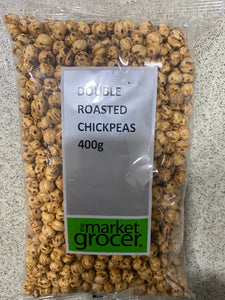 DOUBLE
ROASTED
CHICKPEAS
400g
the market
grocer